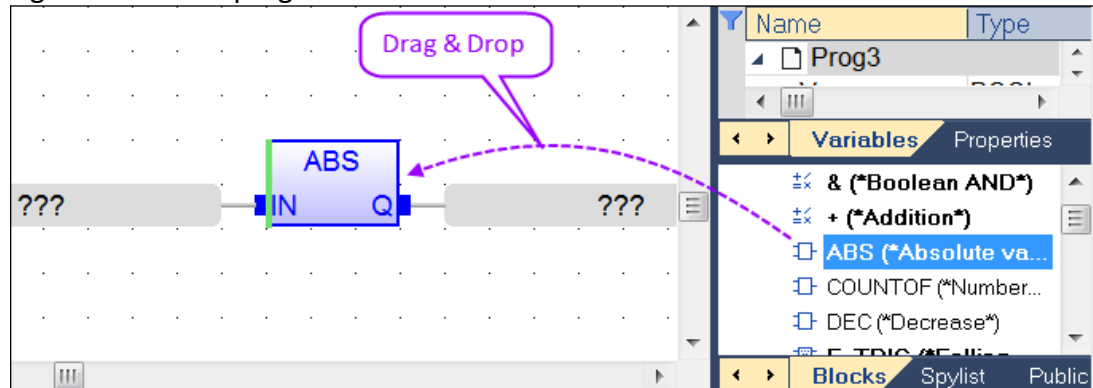 Drag & Drop
ABS
??? IN Q ???
Name Type
Prog3
Variables Properties
& (*Boolean AND*)
+ (*Addition*)
ABS (*Absolute va...
COUNTOF (*Number...
DEC (*Decrease*)
Blocks Spylist Public